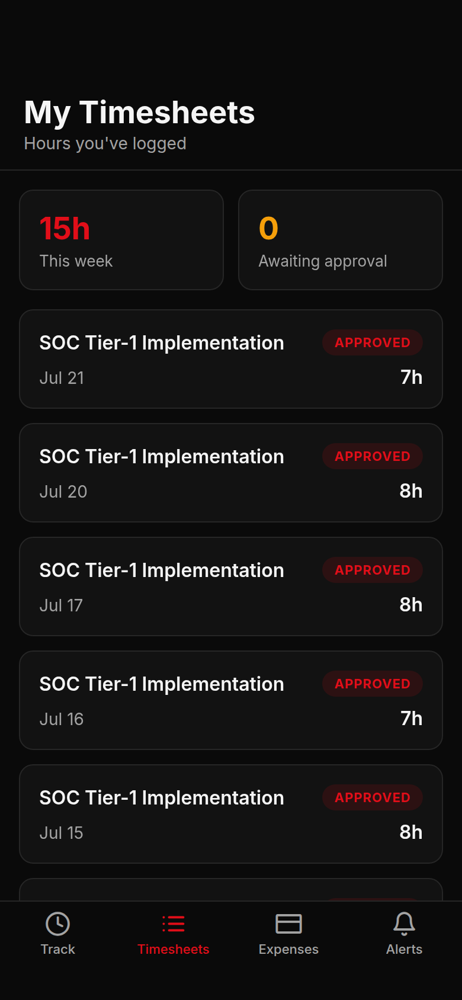 My Timesheets
Hours you've logged
15h
This week
0
Awaiting approval
SOC Tier-1 Implementation
APPROVED
Jul 21
7h
SOC Tier-1 Implementation
APPROVED
Jul 20
8h
SOC Tier-1 Implementation
APPROVED
Jul 17
8h
SOC Tier-1 Implementation
APPROVED
Jul 16
7h
SOC Tier-1 Implementation
APPROVED
Jul 15
8h
Track
Timesheets
Expenses
Alerts